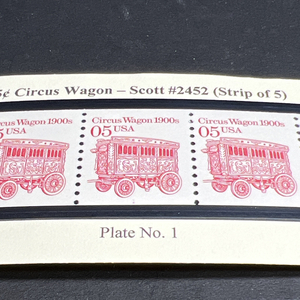 5¢ Circus Wagon – Scott #2452 (Strip of 5)
Circus Wagon 1900s
05 USA
Circus Wagon 1900s
05 USA
Circus Wagon 1900s
05 USA
Plate No. 1